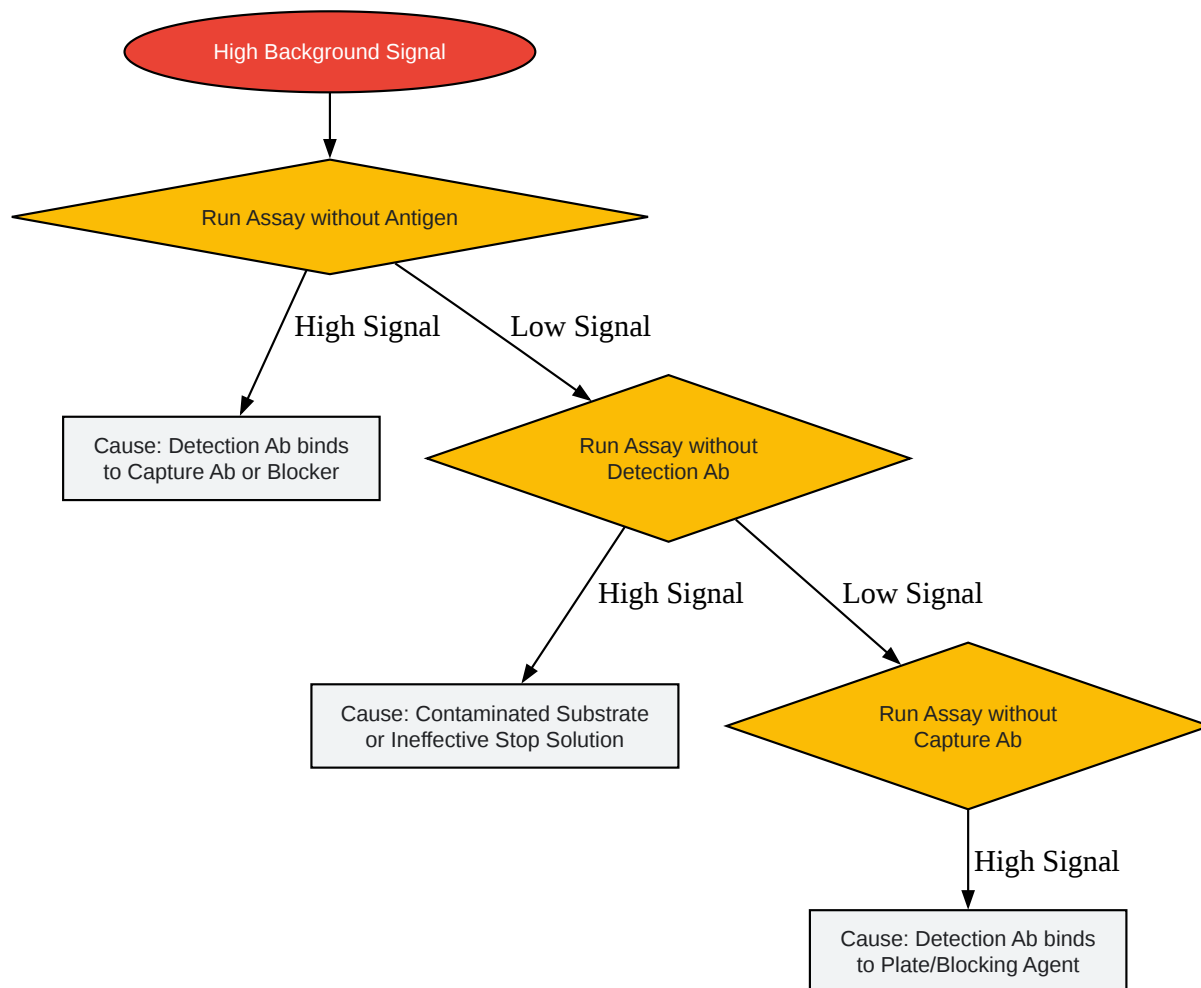 High Background Signal
Run Assay without Antigen
High Signal
Low Signal
Cause: Detection Ab binds
to Capture Ab or Blocker
Run Assay without
Detection Ab
High Signal
Low Signal
Cause: Contaminated Substrate
or Ineffective Stop Solution
Run Assay without
Capture Ab
High Signal
Cause: Detection Ab binds
to Plate/Blocking Agent